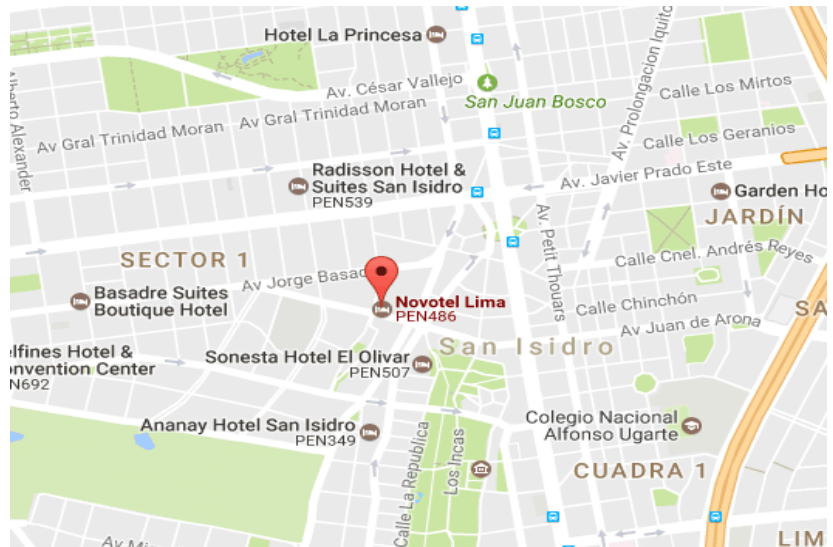 Hotel La Princesa
Alberto Alexander
Av. César Vallejo
San Juan Bosco
Av. Prolongacion Iquito
Calle Los Mirtos
Av Gral Trinidad Moran
Av Gral Trinidad Moran
Calle Los Geranios
Radisson Hotel &
Suites San Isidro
PEN539
Av. Javier Prado Este
Garden Ho
JARDÍN
Av. Petit Thouars
SECTOR 1
Av Jorge Basad
Calle Cnel. Andrés Reyes
Basadre Suites
Boutique Hotel
Novotel Lima
PEN486
Calle Chinchón
SA
Av Juan de Arona
San Isidro
elfines Hotel &
onvention Center
N692
Sonesta Hotel El Olivar
PEN507
Ananay Hotel San Isidro
PEN349
Calle La Republica
Los Incas
Colegio Nacional
Alfonso Ugarte
CUADRA 1
LIM